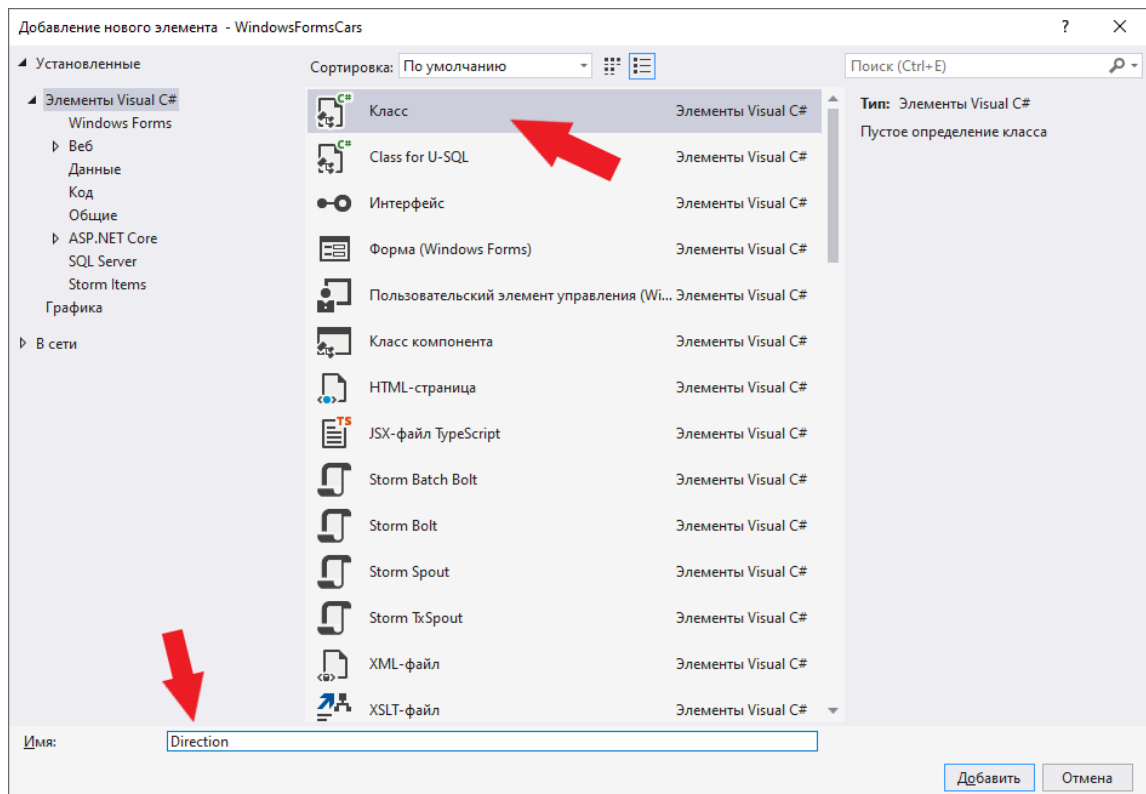 Добавление нового элемента - WindowsFormsCars
?
Установленные
Элементы Visual C#
Windows Forms
Веб
Данные
Код
Общие
ASP.NET Core
SQL Server
Storm Items
Графика
В сети
Сортировка: По умолчанию
C# Класс Элементы Visual C#
C# Class for U-SQL Элементы Visual C#
Интерфейс Элементы Visual C#
Форма (Windows Forms) Элементы Visual C#
Пользовательский элемент управления (Wi... Элементы Visual C#
Класс компонента Элементы Visual C#
HTML-страница Элементы Visual C#
TS JSX-файл TypeScript Элементы Visual C#
Storm Batch Bolt Элементы Visual C#
Storm Bolt Элементы Visual C#
Storm Spout Элементы Visual C#
Storm TxSpout Элементы Visual C#
XML-файл Элементы Visual C#
XSLT-файл Элементы Visual C#
Поиск (Ctrl+E)
Тип: Элементы Visual C#
Пустое определение класса
Имя: Direction
Добавить Отмена